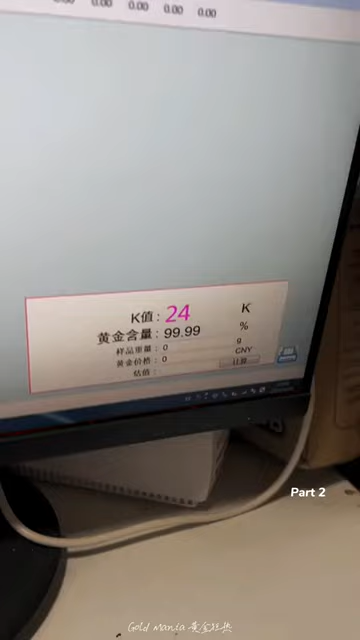 0.00 0.00 0.00 0.00
K值: 24 K
黄金含量: 99.99 %
样品重量: 0 g
黄金价格: 0 CNY
估值: 计算
Part 2
Gold Mania 黄金狂热